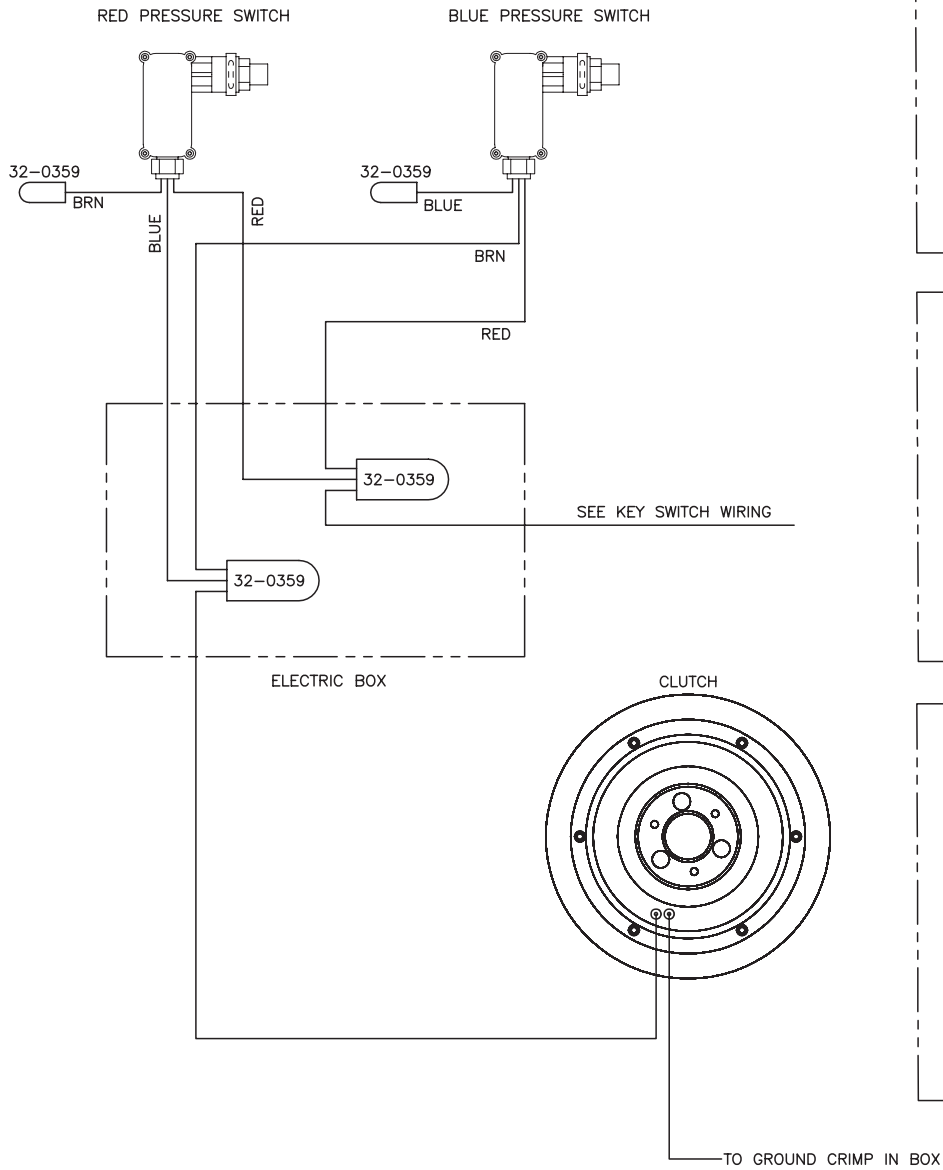 RED PRESSURE SWITCH
BLUE PRESSURE SWITCH
32-0359
BRN
BLUE
RED
32-0359
BLUE
BRN
RED
32-0359
SEE KEY SWITCH WIRING
32-0359
ELECTRIC BOX
CLUTCH
TO GROUND CRIMP IN BOX